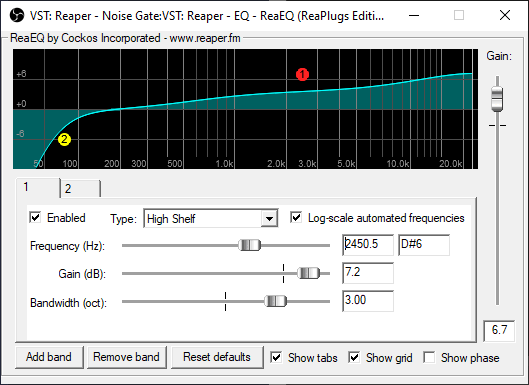 VST: Reaper - Noise Gate:VST: Reaper - EQ - ReaEQ (ReaPlugs Editi...
ReaEQ by Cockos Incorporated - www.reaper.fm
Gain:
+6
1
+0
-6
2
50 100 200 300 500 1.0k 2.0k 3.0k 5.0k 10.0k 20.0k
1 2
Enabled Type: High Shelf Log-scale automated frequencies
Frequency (Hz): 2450.5 D#6
Gain (dB): 7.2
Bandwidth (oct): 3.00
6.7
Add band Remove band Reset defaults Show tabs Show grid Show phase